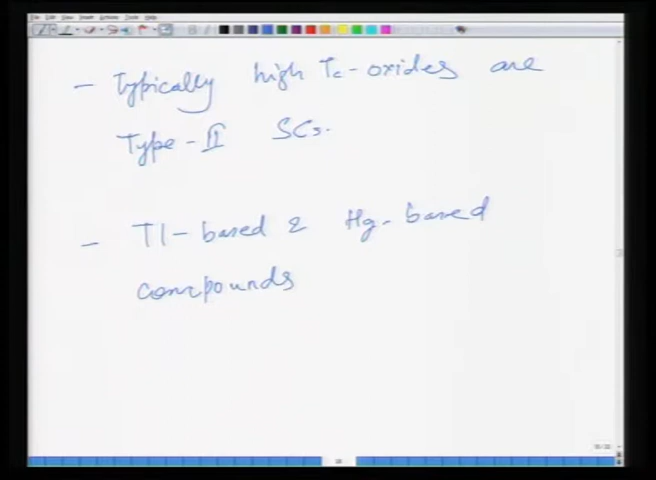 - Typically high Tc-oxides are
Type-II SCs.
- Tl-based & Hg-based
compounds